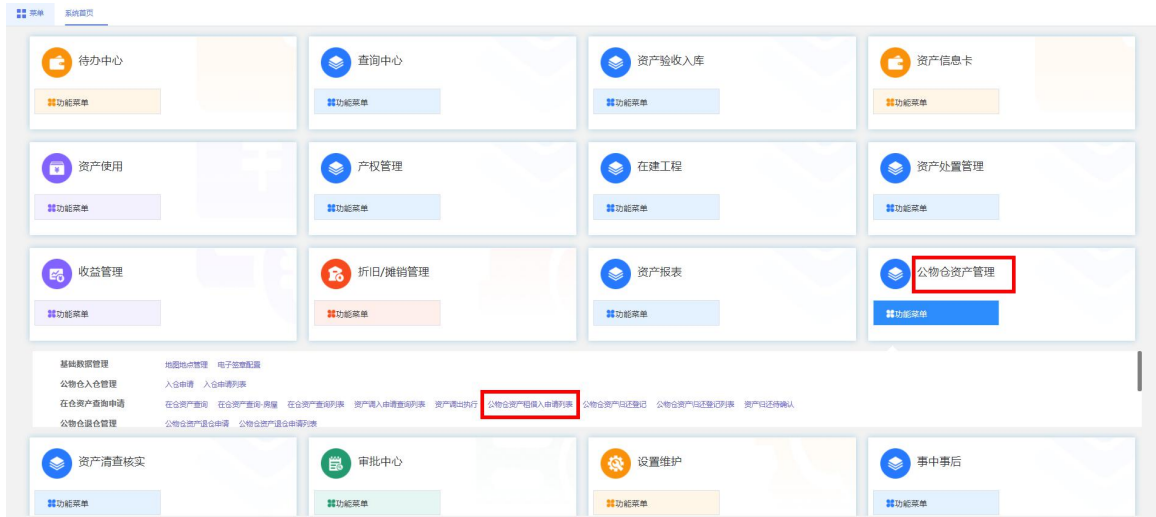 菜单 系统首页
待办中心 查询中心 资产验收入库 资产信息卡
功能菜单 功能菜单 功能菜单 功能菜单
资产使用 产权管理 在建工程 资产处置管理
功能菜单 功能菜单 功能菜单 功能菜单
收益管理 折旧/摊销管理 资产报表 公物仓资产管理
功能菜单 功能菜单 功能菜单 功能菜单
基础数据管理 地图地点管理 电子签章配置
公物仓入仓管理 入仓申请 入仓申请列表
在仓资产查询申请 在仓资产查询 在仓资产查询-房屋 在仓资产查询列表 资产调入申请查询列表 资产调出执行 公物仓资产租借入申请列表 公物仓资产归还登记 公物仓资产归还登记列表 资产归还待确认
公物仓退仓管理 公物仓资产退仓申请 公物仓资产退仓申请列表
资产清查核实 审批中心 设置维护 事中事后
功能菜单 功能菜单 功能菜单 功能菜单